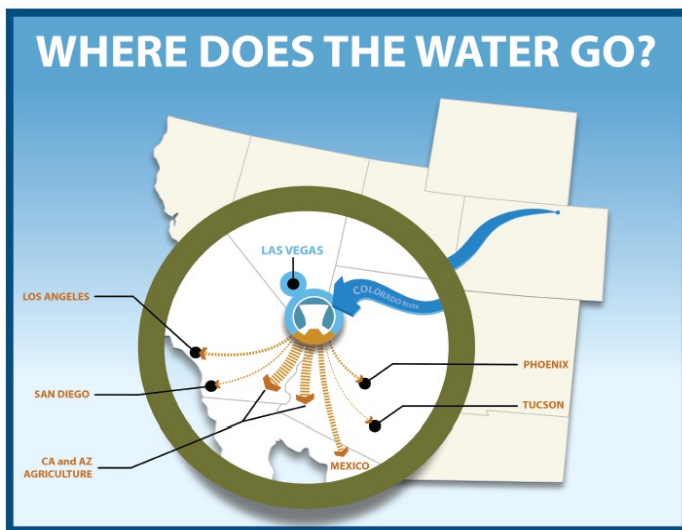 WHERE DOES THE WATER GO?
LAS VEGAS
COLORADO RIVER
LOS ANGELES
SAN DIEGO
CA and AZ
AGRICULTURE
MEXICO
PHOENIX
TUCSON